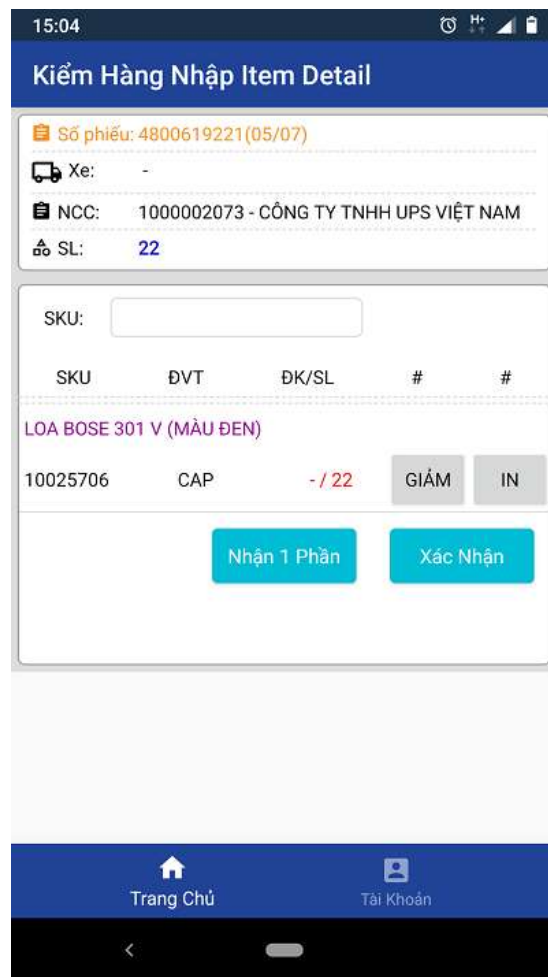 15:04
H+
Kiểm Hàng Nhập Item Detail
Số phiếu: 4800619221(05/07)
Xe: -
NCC: 1000002073 - CÔNG TY TNHH UPS VIỆT NAM
SL: 22
SKU:
SKU ĐVT ĐK/SL # #
LOA BOSE 301 V (MÀU ĐEN)
10025706 CAP - / 22 GIẢM IN
Nhận 1 Phần Xác Nhận
Trang Chủ Tài Khoản